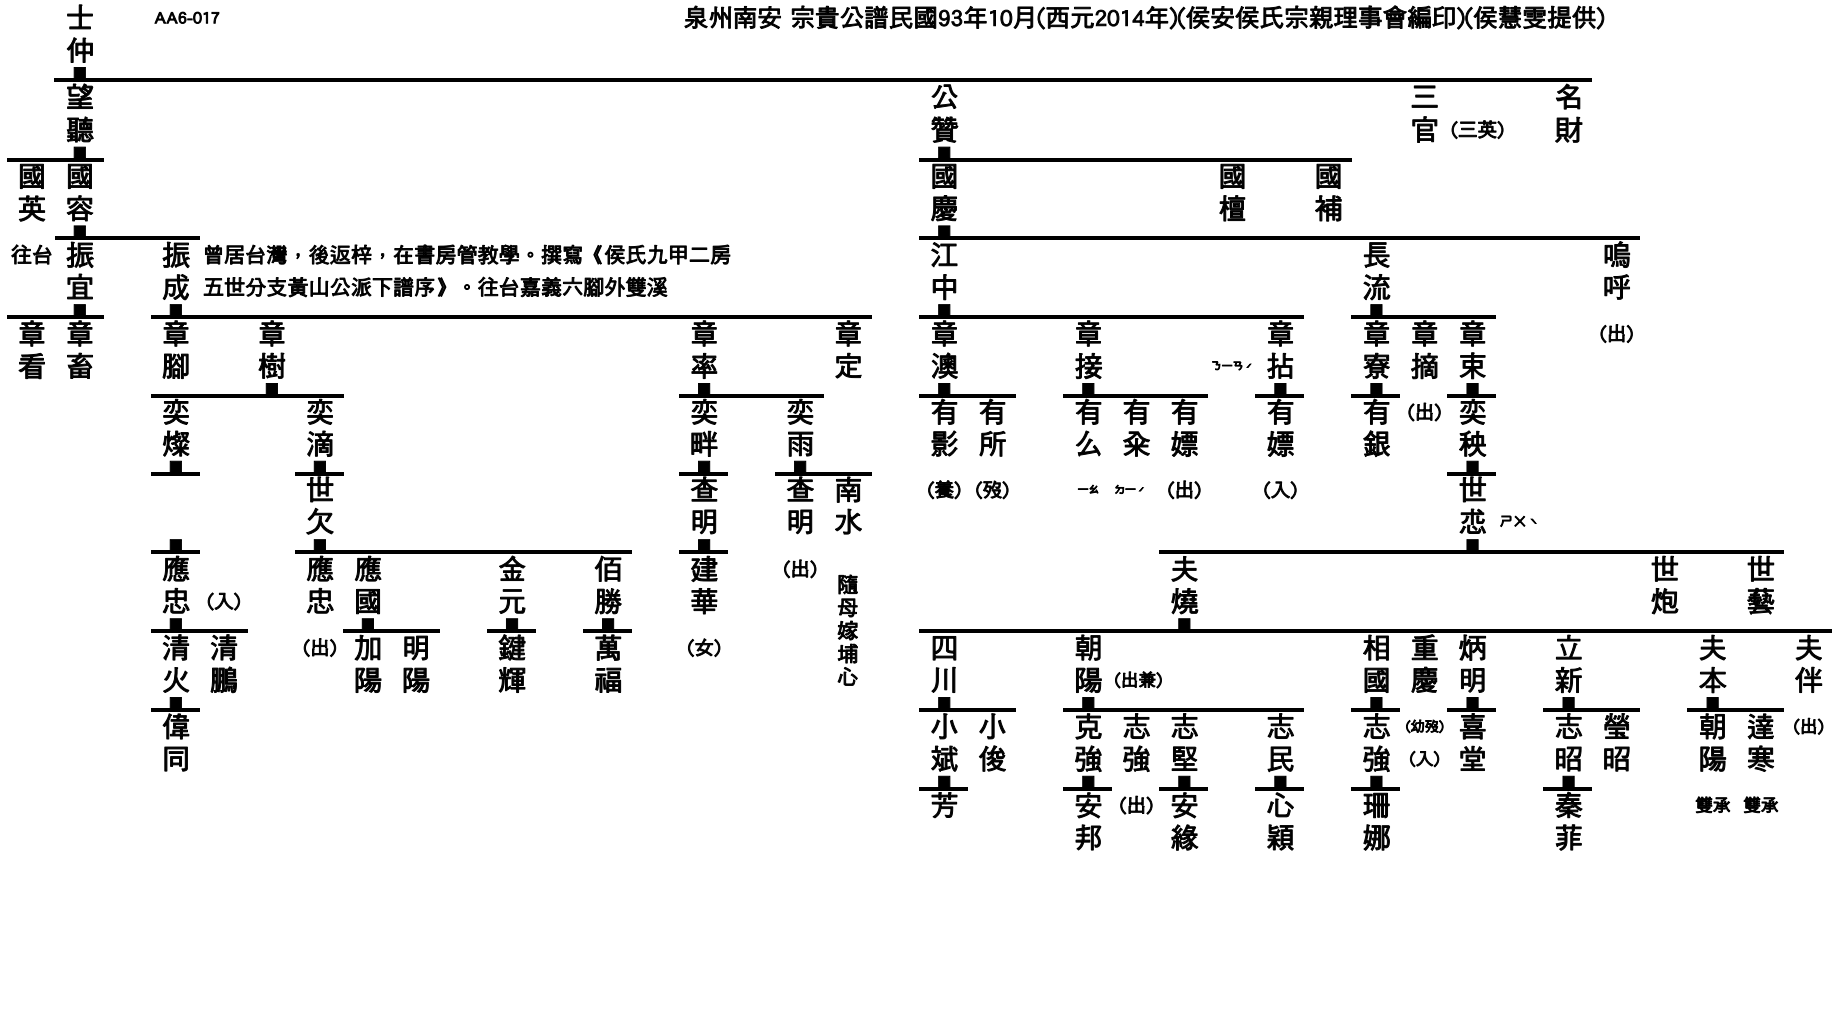 AA6-017 泉州南安 宗貴公譜民國93年10月(西元2014年)(侯安侯氏宗親理事會編印)(侯慧雯提供)
士仲
望聽 公贊 三官 (三英) 名財
國英 國容 國慶 國檀 國補
往台 振宜 振成 江中 長流 嗚呼 (出)
曾居台灣，後返梓，在書房管教學。撰寫《侯氏九甲二房
五世分支黃山公派下譜序》。往台嘉義六腳外雙溪
章看 章畜 章腳 章樹 章率 章定 章澳 章接 ㄋㄧㄢˊ 章拈 章寮 章摘 (出) 章束
奕燦 奕滴 奕畔 奕雨 有影 (養) 有所 (歿) 有么 ㄧㄠ 有籴 ㄉㄧˊ 有嫖 (出) 有嫖 (入) 有銀 奕秧
世欠 查明 查明 (出) 南水 隨母嫁埔心 世怸 ㄕㄨˋ
應忠 (入) 應忠 (出) 應國 金元 佰勝 建華 (女) 夫燒 世炮 世藝
清火 清鵬 加陽 明陽 鍵輝 萬福 四川 朝陽 (出兼) 相國 重慶 (幼歿) 炳明 立新 夫本 夫伴 (出)
偉同 小斌 小俊 克強 志強 (出) 志堅 志民 志強 (入) 喜堂 志昭 瑩昭 朝陽 雙承 達寒 雙承
芳 安邦 安緣 心穎 珊娜 秦菲